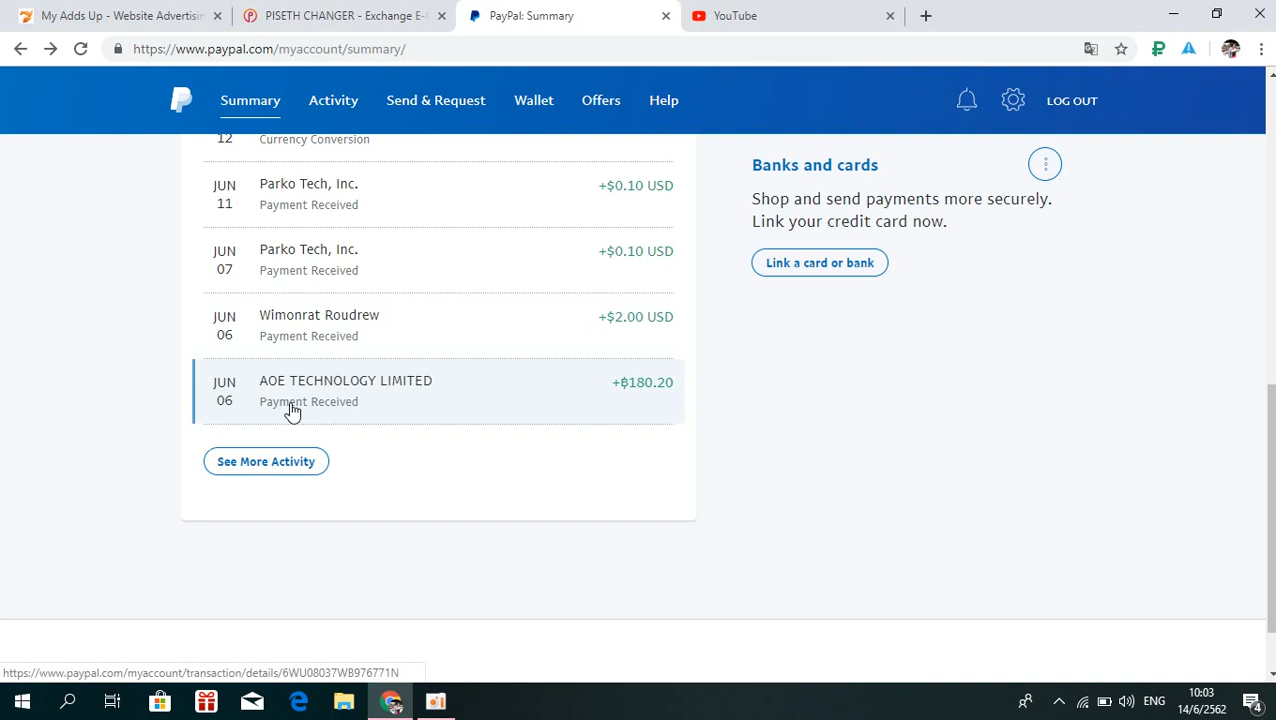 My Adds Up - Website Advertisin
PISETH CHANGER - Exchange E-
PayPal: Summary
YouTube
https://www.paypal.com/myaccount/summary/
Summary
Activity
Send & Request
Wallet
Offers
Help
LOG OUT
12
Currency Conversion
JUN
11
Parko Tech, Inc.
Payment Received
+$0.10 USD
JUN
07
Parko Tech, Inc.
Payment Received
+$0.10 USD
JUN
06
Wimonrat Roudrew
Payment Received
+$2.00 USD
JUN
06
AOE TECHNOLOGY LIMITED
Payment Received
+฿180.20
See More Activity
Banks and cards
Shop and send payments more securely.
Link your credit card now.
Link a card or bank
https://www.paypal.com/myaccount/transaction/details/6WU08037WB976771N
ENG
10:03
14/6/2562
4